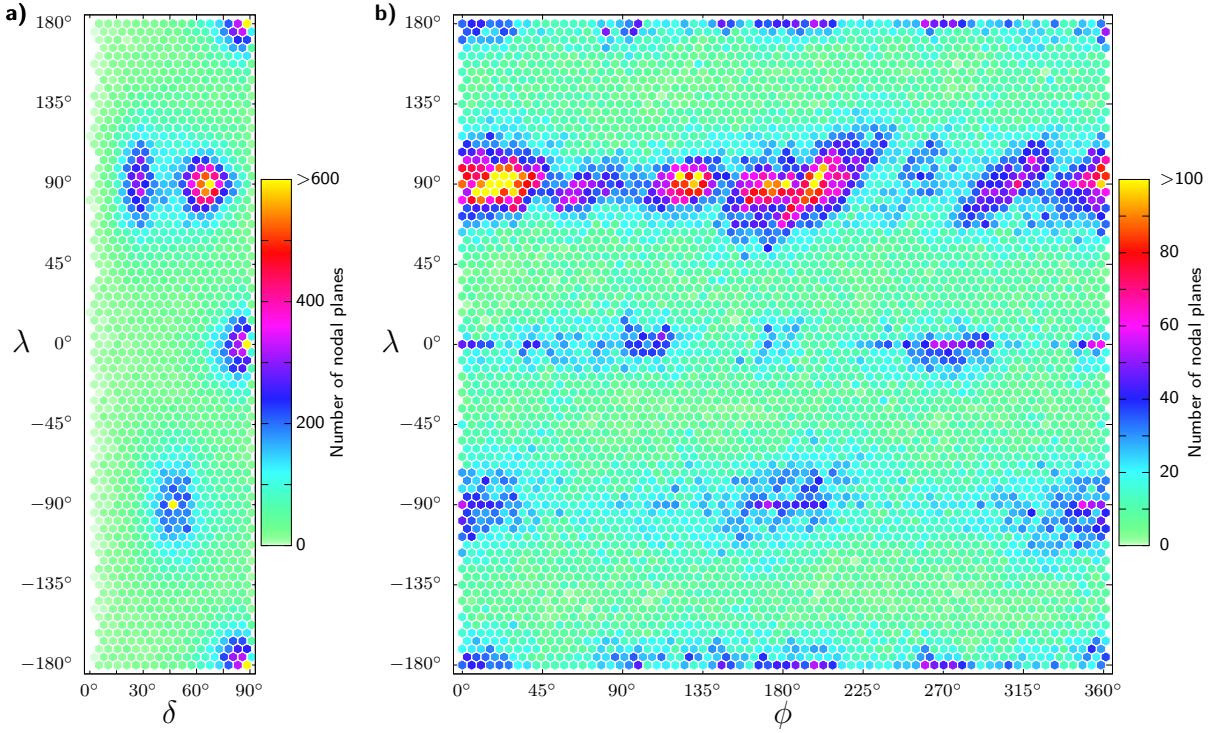 a)
180°
135°
90°
45°
0°
−45°
−90°
−135°
−180°
λ
0° 30° 60° 90°
δ
>600
400
200
0
Number of nodal planes
b)
180°
135°
90°
45°
0°
−45°
−90°
−135°
−180°
λ
0° 45° 90° 135° 180° 225° 270° 315° 360°
ϕ
>100
80
60
40
20
0
Number of nodal planes